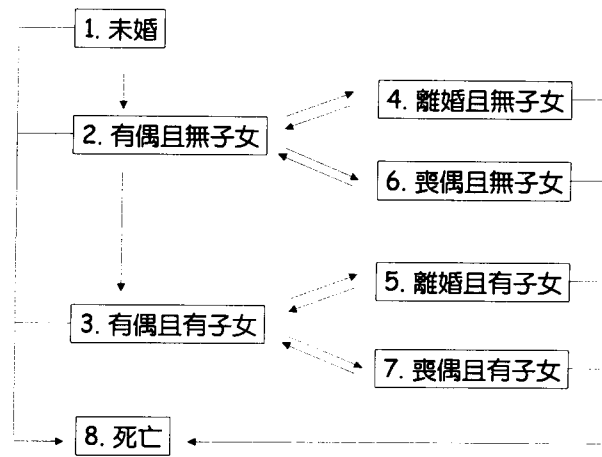 1. 未婚
2. 有偶且無子女
4. 離婚且無子女
6. 喪偶且無子女
3. 有偶且有子女
5. 離婚且有子女
7. 喪偶且有子女
8. 死亡